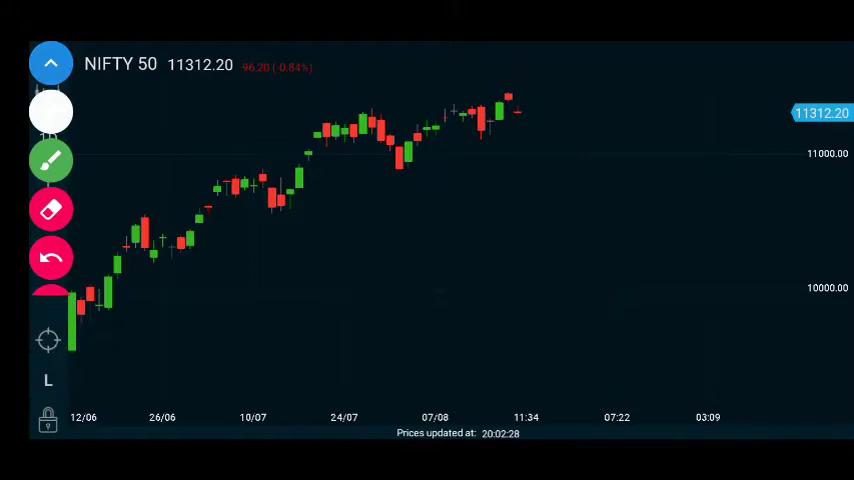 NIFTY 50 11312.20 -96.20 (-0.84%)
11312.20
11000.00
10000.00
L
12/06 26/06 10/07 24/07 07/08 11:34 07:22 03:09
Prices updated at: 20:02:28